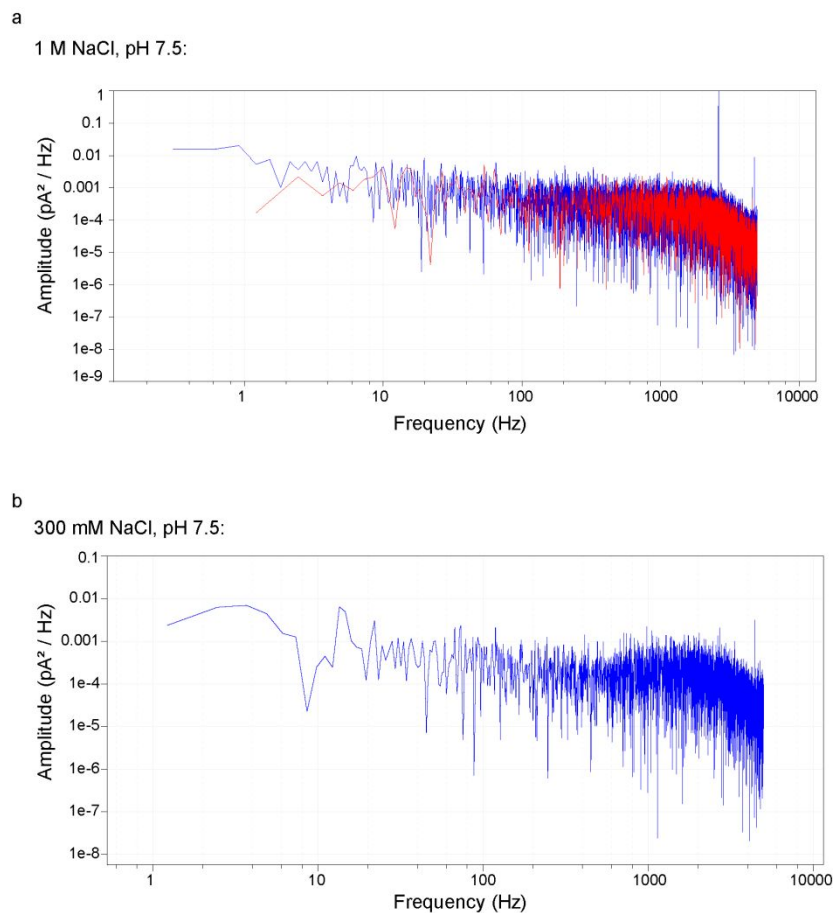 a
1 M NaCl, pH 7.5:
1
0.1
0.01
0.001
1e-4
1e-5
1e-6
1e-7
1e-8
1e-9
Amplitude (pA² / Hz)
1
10
100
1000
10000
Frequency (Hz)
b
300 mM NaCl, pH 7.5:
0.1
0.01
0.001
1e-4
1e-5
1e-6
1e-7
1e-8
Amplitude (pA² / Hz)
1
10
100
1000
10000
Frequency (Hz)